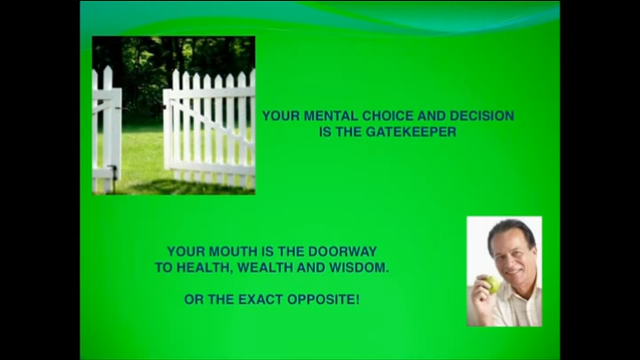 YOUR MENTAL CHOICE AND DECISION
IS THE GATEKEEPER
YOUR MOUTH IS THE DOORWAY
TO HEALTH, WEALTH AND WISDOM.
OR THE EXACT OPPOSITE!